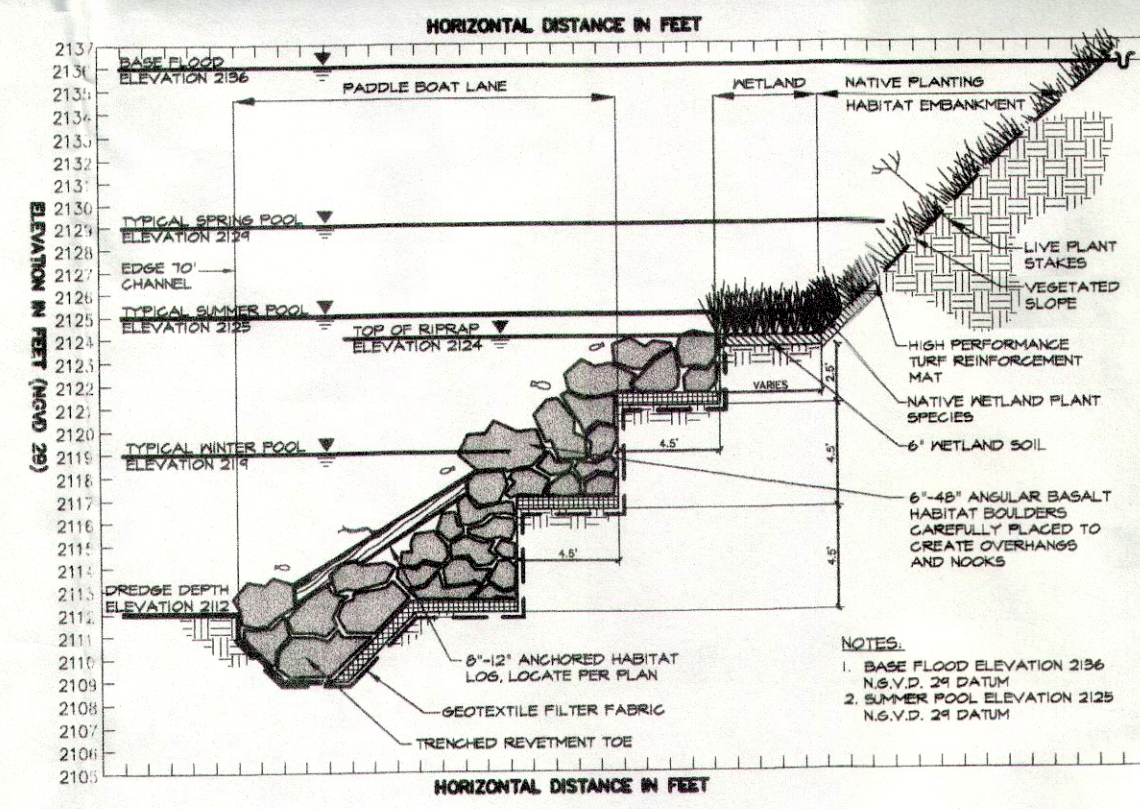 HORIZONTAL DISTANCE IN FEET
2137
2136
2135
2134
2133
2132
2131
2130
2129
2128
2127
2126
2125
2124
2123
2122
2121
2120
2119
2118
2117
2116
2115
2114
2113
2112
2111
2110
2109
2108
2107
2106
2105
ELEVATION IN FEET (NGVD 29)
BASE FLOOD
ELEVATION 2136
PADDLE BOAT LANE
WETLAND
NATIVE PLANTING
HABITAT EMBANKMENT
TYPICAL SPRING POOL
ELEVATION 2129
EDGE 70'
CHANNEL
TYPICAL SUMMER POOL
ELEVATION 2125
TOP OF RIPRAP
ELEVATION 2124
TYPICAL WINTER POOL
ELEVATION 2119
DREDGE DEPTH
ELEVATION 2112
LIVE PLANT
STAKES
VEGETATED
SLOPE
HIGH PERFORMANCE
TURF REINFORCEMENT
MAT
VARIES
2.5'
NATIVE WETLAND PLANT
SPECIES
6" WETLAND SOIL
4.5'
4.5'
6"-48" ANGULAR BASALT
HABITAT BOULDERS
CAREFULLY PLACED TO
CREATE OVERHANGS
AND NOOKS
4.5'
4.5'
8"-12" ANCHORED HABITAT
LOG, LOCATE PER PLAN
GEOTEXTILE FILTER FABRIC
TRENCHED REVETMENT TOE
NOTES:
1. BASE FLOOD ELEVATION 2136
N.G.V.D. 29 DATUM
2. SUMMER POOL ELEVATION 2125
N.G.V.D. 29 DATUM
HORIZONTAL DISTANCE IN FEET